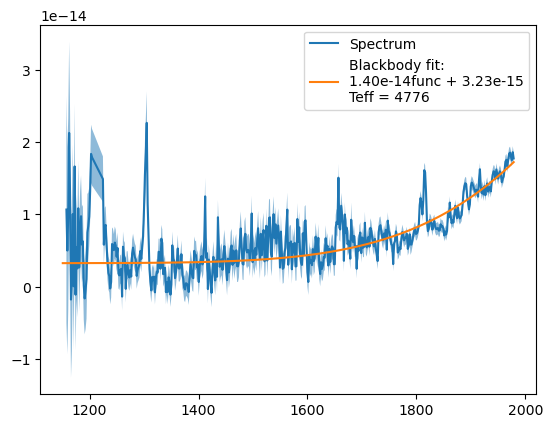 1e−14
Spectrum
Blackbody fit:
1.40e-14func + 3.23e-15
Teff = 4776
3
2
1
0
−1
1200
1400
1600
1800
2000